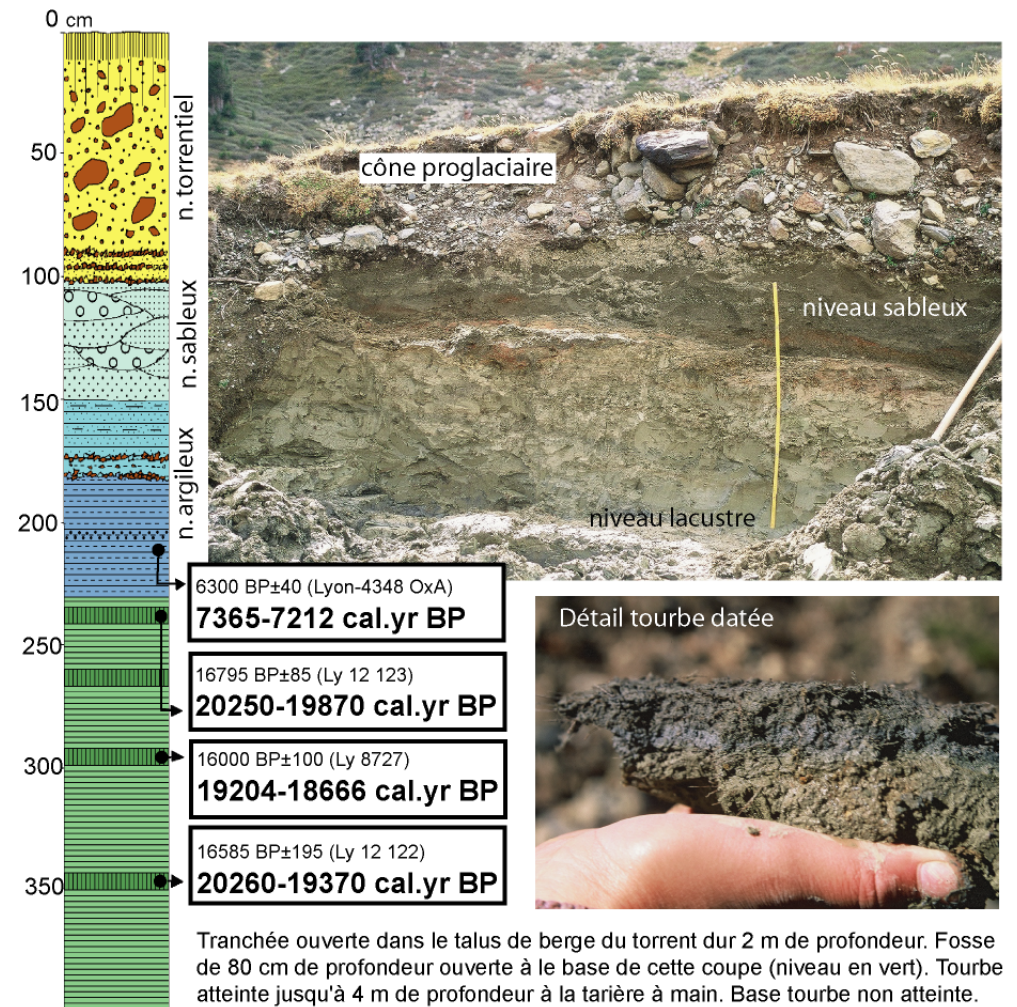 0 cm
50
100
150
200
250
300
350
n. torrentiel
n. sableux
n. argileux
cône proglaciaire
niveau sableux
niveau lacustre
6300 BP±40 (Lyon-4348 OxA)
7365-7212 cal.yr BP
16795 BP±85 (Ly 12 123)
20250-19870 cal.yr BP
16000 BP±100 (Ly 8727)
19204-18666 cal.yr BP
16585 BP±195 (Ly 12 122)
20260-19370 cal.yr BP
Détail tourbe datée
Tranchée ouverte dans le talus de berge du torrent dur 2 m de profondeur. Fosse
de 80 cm de profondeur ouverte à le base de cette coupe (niveau en vert). Tourbe
atteinte jusqu'à 4 m de profondeur à la tarière à main. Base tourbe non atteinte.